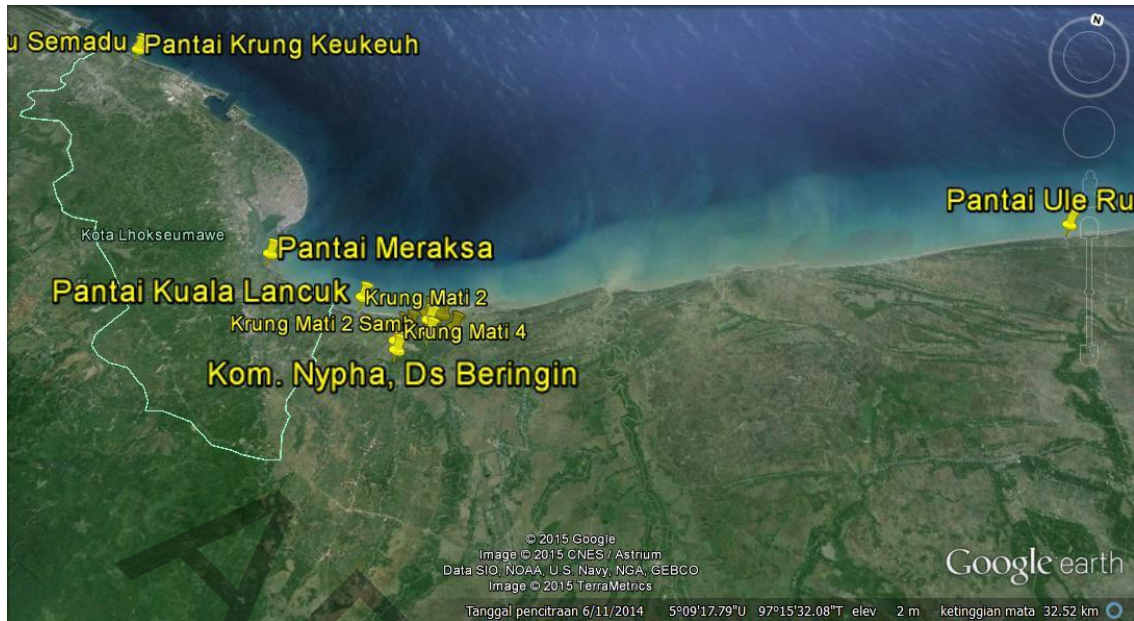 u Semadu
Pantai Krung Keukeuh
N
Pantai Ule Ru
Kota Lhokseumawe
Pantai Meraksa
Pantai Kuala Lancuk
Krung Mati 2
Krung Mati 2 Samb
Krung Mati 4
Kom. Nypha, Ds Beringin
© 2015 Google
Image © 2015 CNES / Astrium
Data SIO, NOAA, U.S. Navy, NGA, GEBCO
Image © 2015 TerraMetrics
Google earth
Tanggal pencitraan 6/11/2014 5°09'17.79"U 97°15'32.08"T elev 2 m ketinggian mata 32.52 km